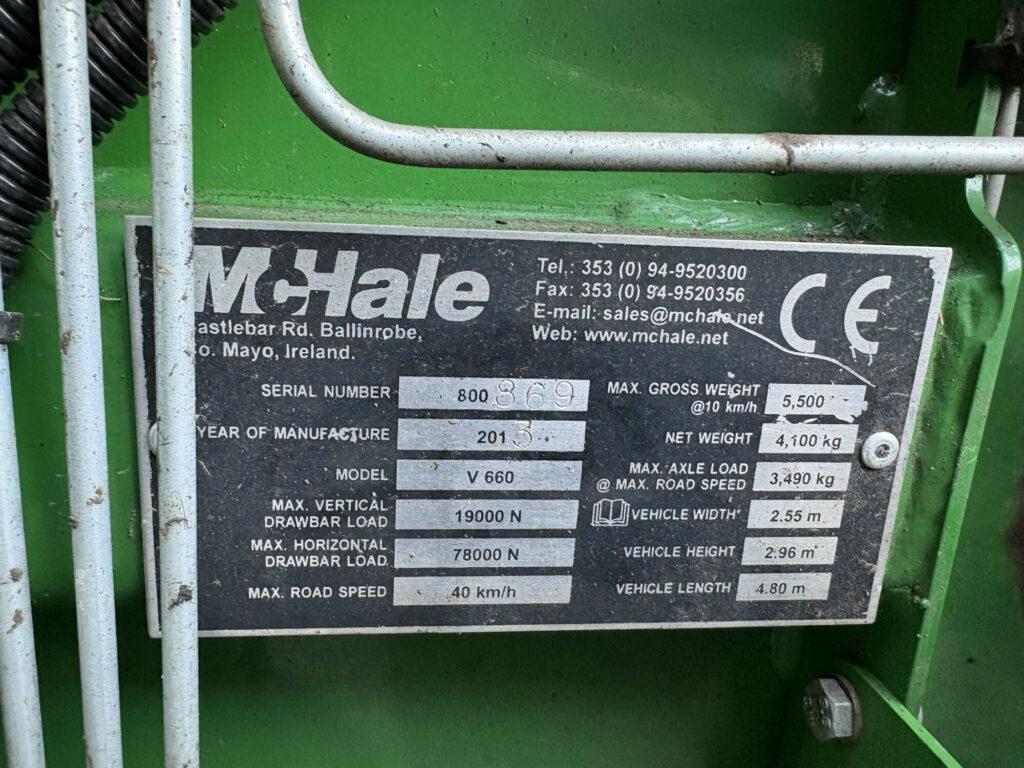 McHale
astlebar Rd. Ballinrobe,
o. Mayo, Ireland.
Tel.: 353 (0) 94-9520300
Fax: 353 (0) 94-9520356
E-mail: sales@mchale.net
Web: www.mchale.net
CE
SERIAL NUMBER 800 869
YEAR OF MANUFACTURE 2013
MODEL V 660
MAX. VERTICAL
DRAWBAR LOAD 19000 N
MAX. HORIZONTAL
DRAWBAR LOAD 78000 N
MAX. ROAD SPEED 40 km/h
MAX. GROSS WEIGHT
@10 km/h 5,500
NET WEIGHT 4,100 kg
MAX. AXLE LOAD
@ MAX. ROAD SPEED 3,490 kg
VEHICLE WIDTH* 2.55 m
VEHICLE HEIGHT 2.96 m
VEHICLE LENGTH 4.80 m